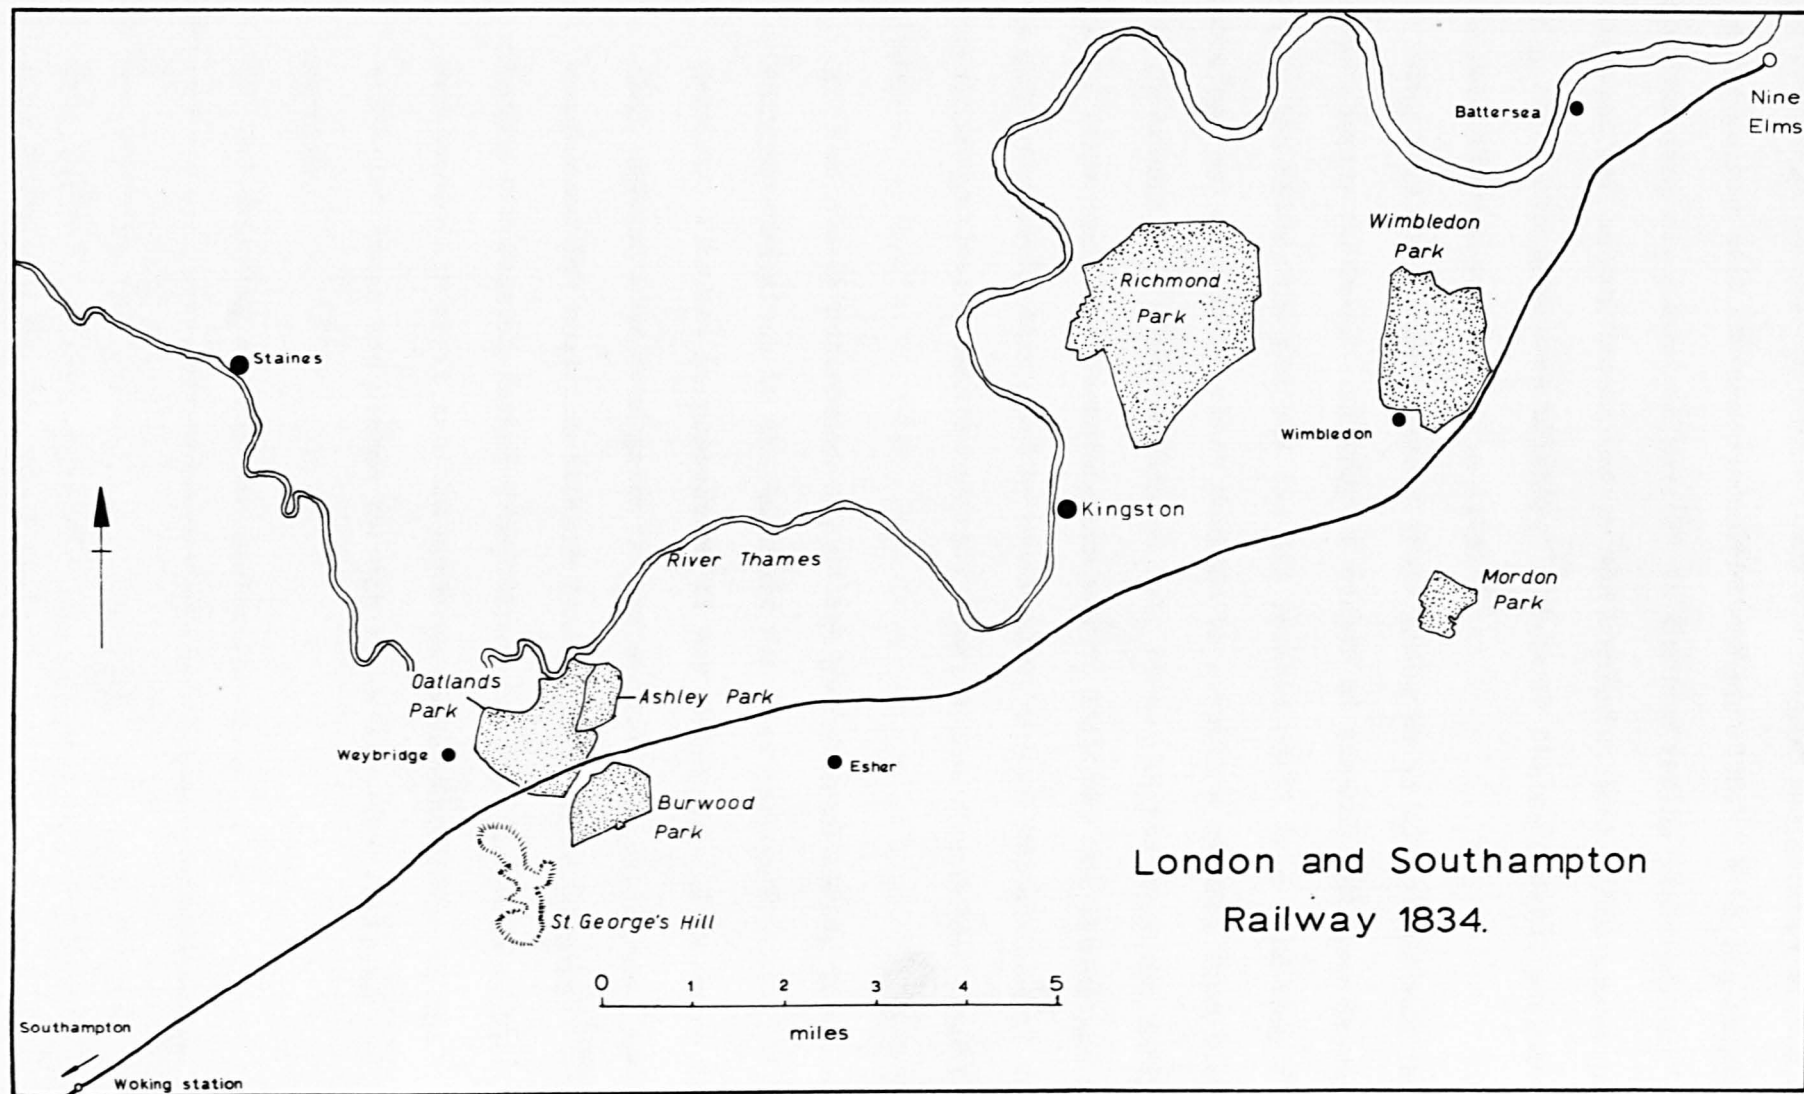 Battersea
Nine
Elms
Wimbledon
Park
Richmond
Park
Staines
Wimbledon
Kingston
River Thames
Mordon
Park
Oatlands
Park
Ashley Park
Weybridge
Esher
Burwood
Park
St. George's Hill
London and Southampton
Railway 1834.
0 1 2 3 4 5
miles
Southampton
Woking station